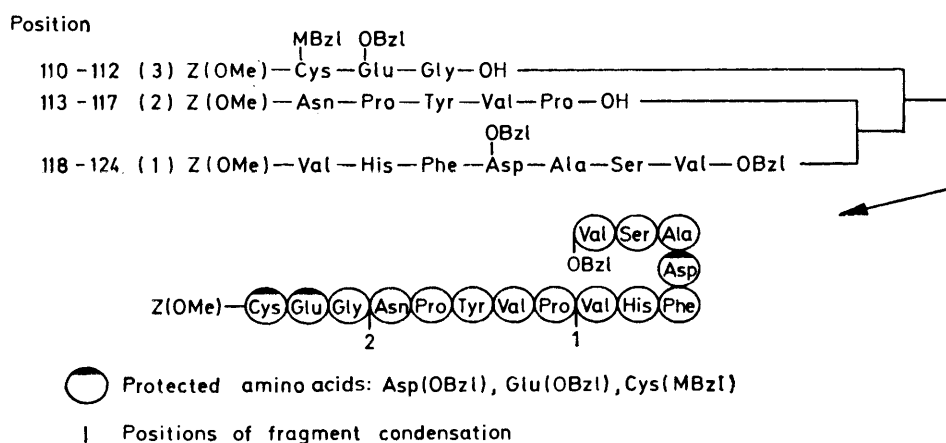 Position
MBzl OBzl
110-112 (3) Z(OMe)—Cys—Glu—Gly—OH
113-117 (2) Z(OMe)—Asn—Pro—Tyr—Val—Pro—OH
OBzl
118-124 (1) Z(OMe)—Val—His—Phe—Asp—Ala—Ser—Val—OBzl
Val Ser Ala
OBzl Asp
Z(OMe)—Cys Glu Gly Asn Pro Tyr Val Pro Val His Phe
2 1
Protected amino acids: Asp(OBzl), Glu(OBzl), Cys(MBzl)
Positions of fragment condensation